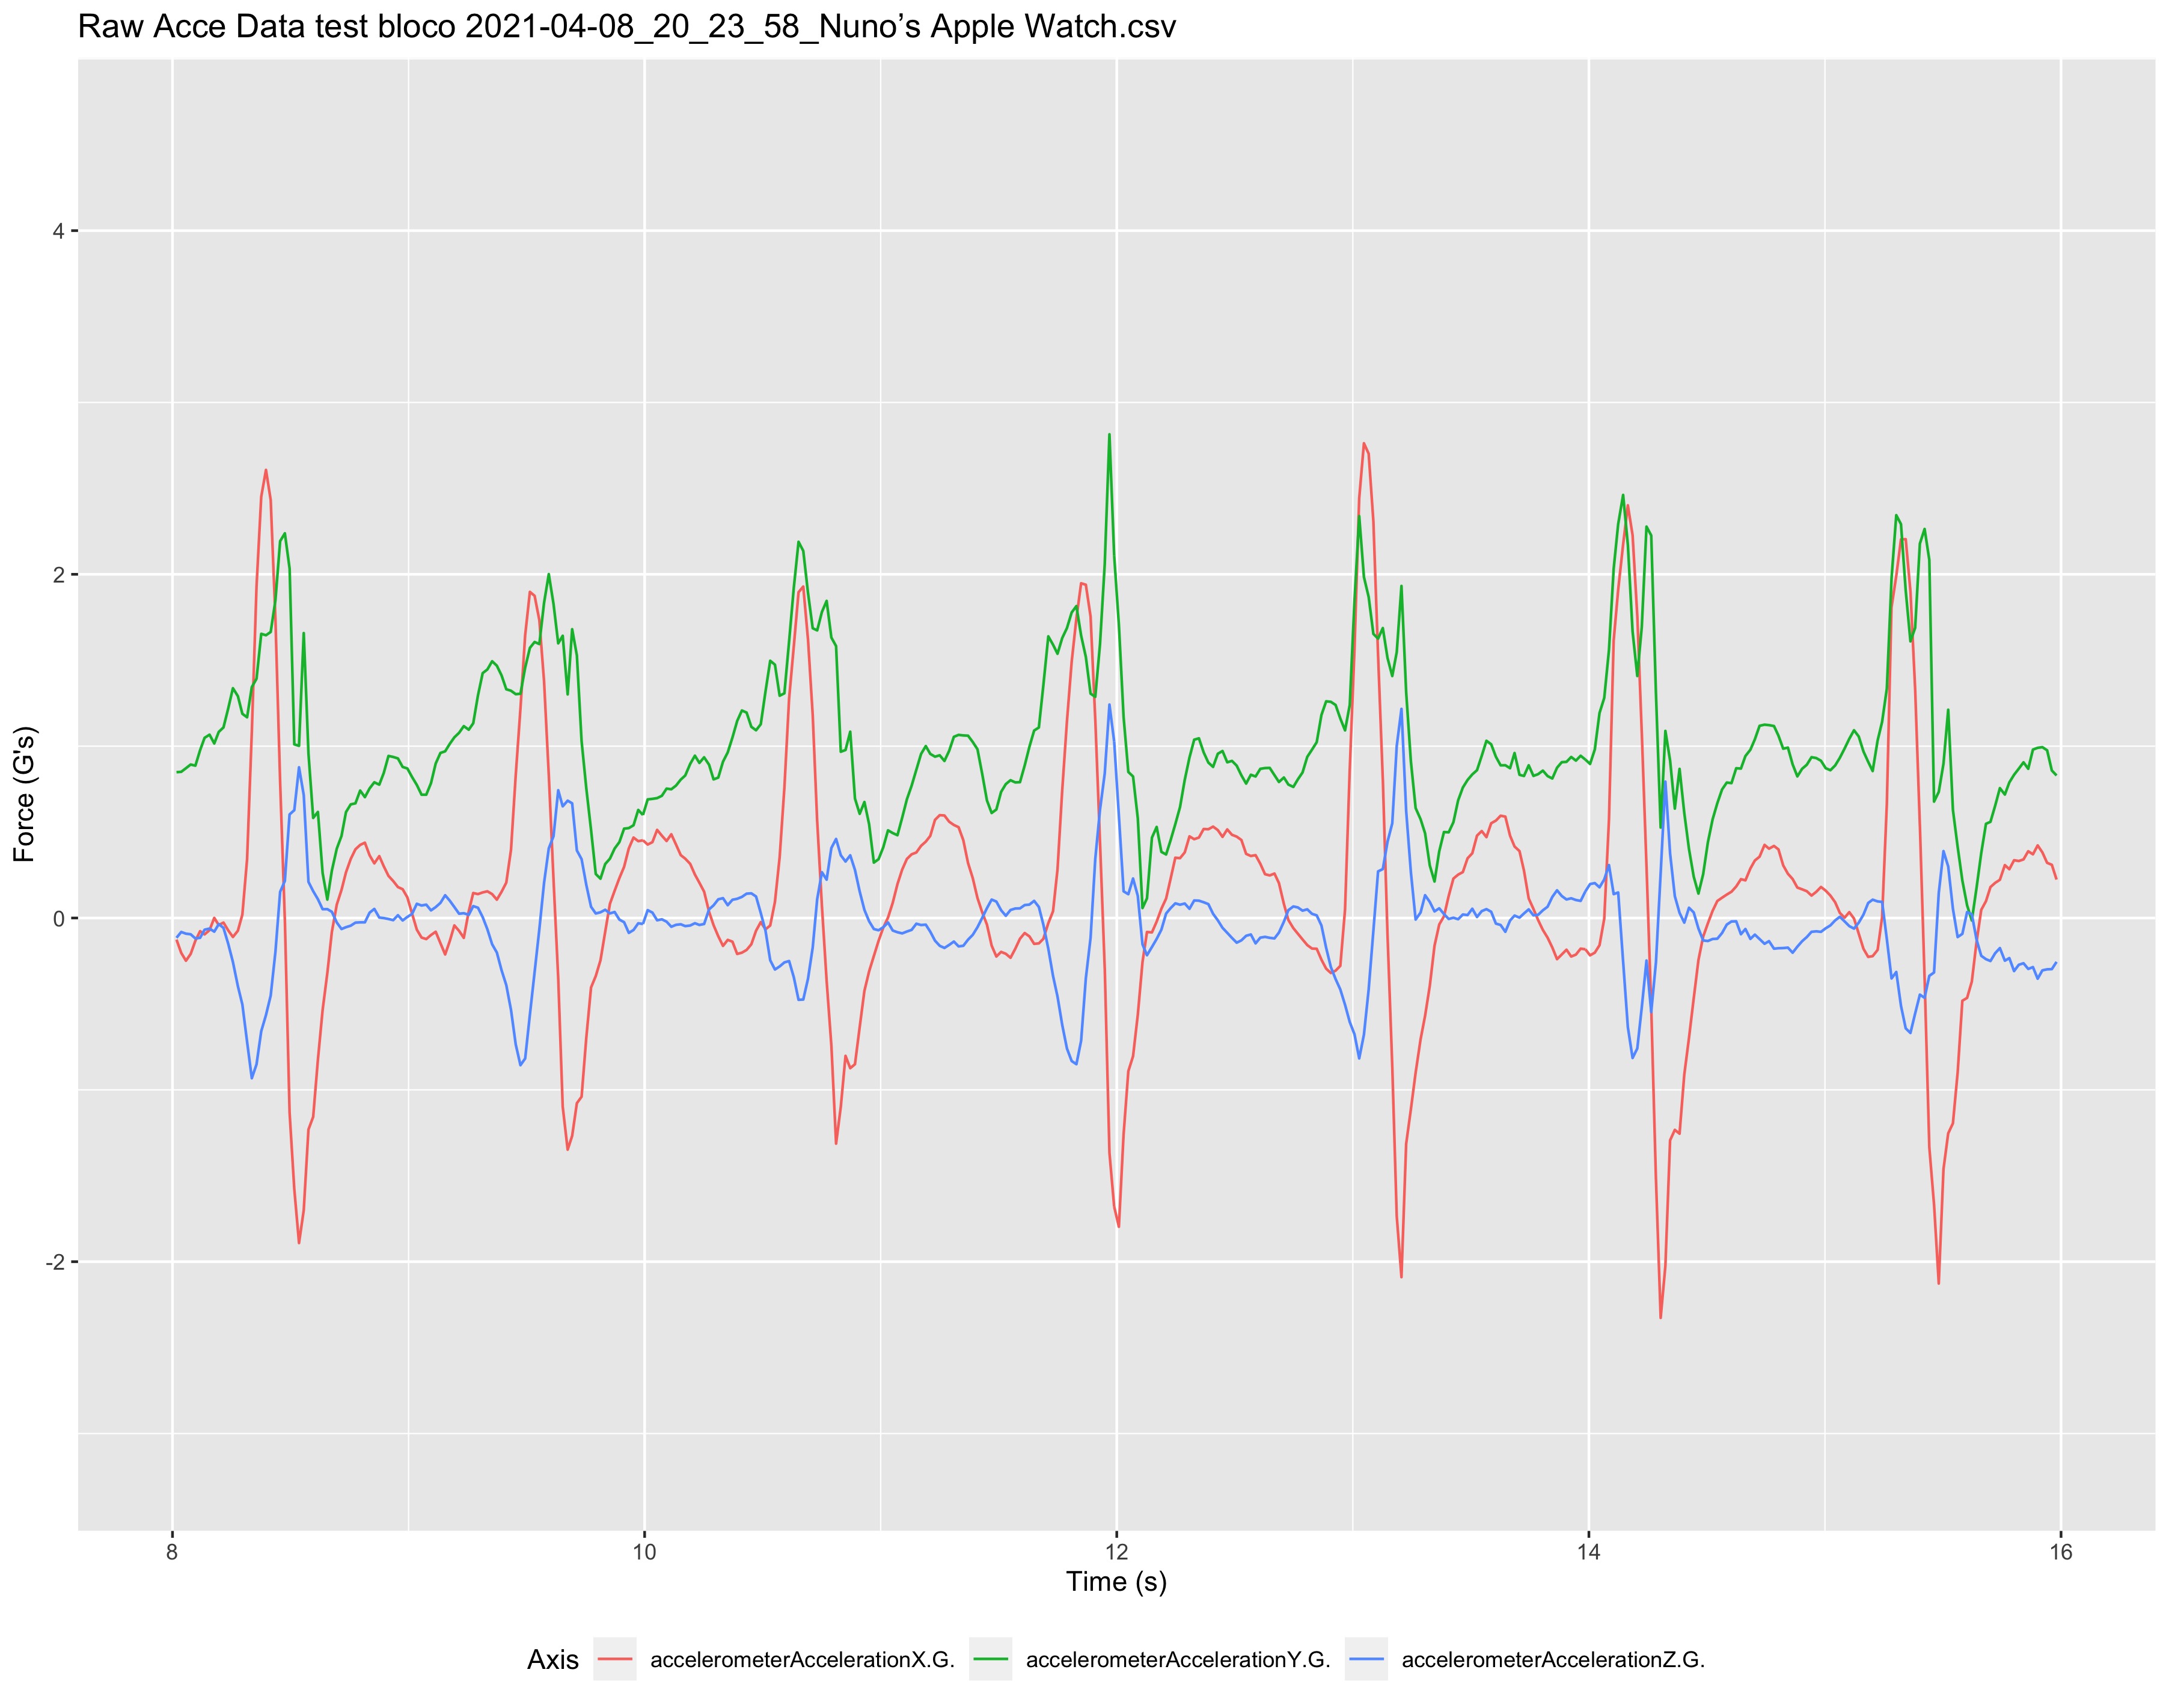 Raw Acce Data test bloco 2021-04-08_20_23_58_Nuno’s Apple Watch.csv
Force (G's)
4
2
0
-2
8 10 12 14 16
Time (s)
Axis accelerometerAccelerationX.G. accelerometerAccelerationY.G. accelerometerAccelerationZ.G.